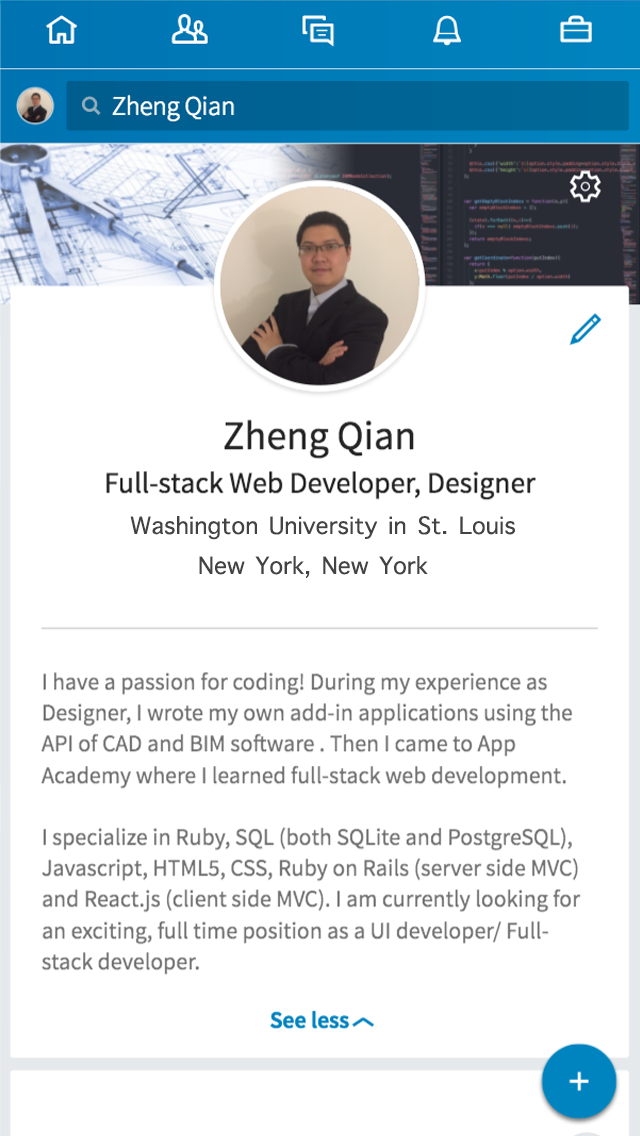 Zheng Qian
Zheng Qian
Full-stack Web Developer, Designer
Washington University in St. Louis
New York, New York
I have a passion for coding! During my experience as
Designer, I wrote my own add-in applications using the
API of CAD and BIM software . Then I came to App
Academy where I learned full-stack web development.
I specialize in Ruby, SQL (both SQLite and PostgreSQL),
Javascript, HTML5, CSS, Ruby on Rails (server side MVC)
and React.js (client side MVC). I am currently looking for
an exciting, full time position as a UI developer/ Full-
stack developer.
See less
+